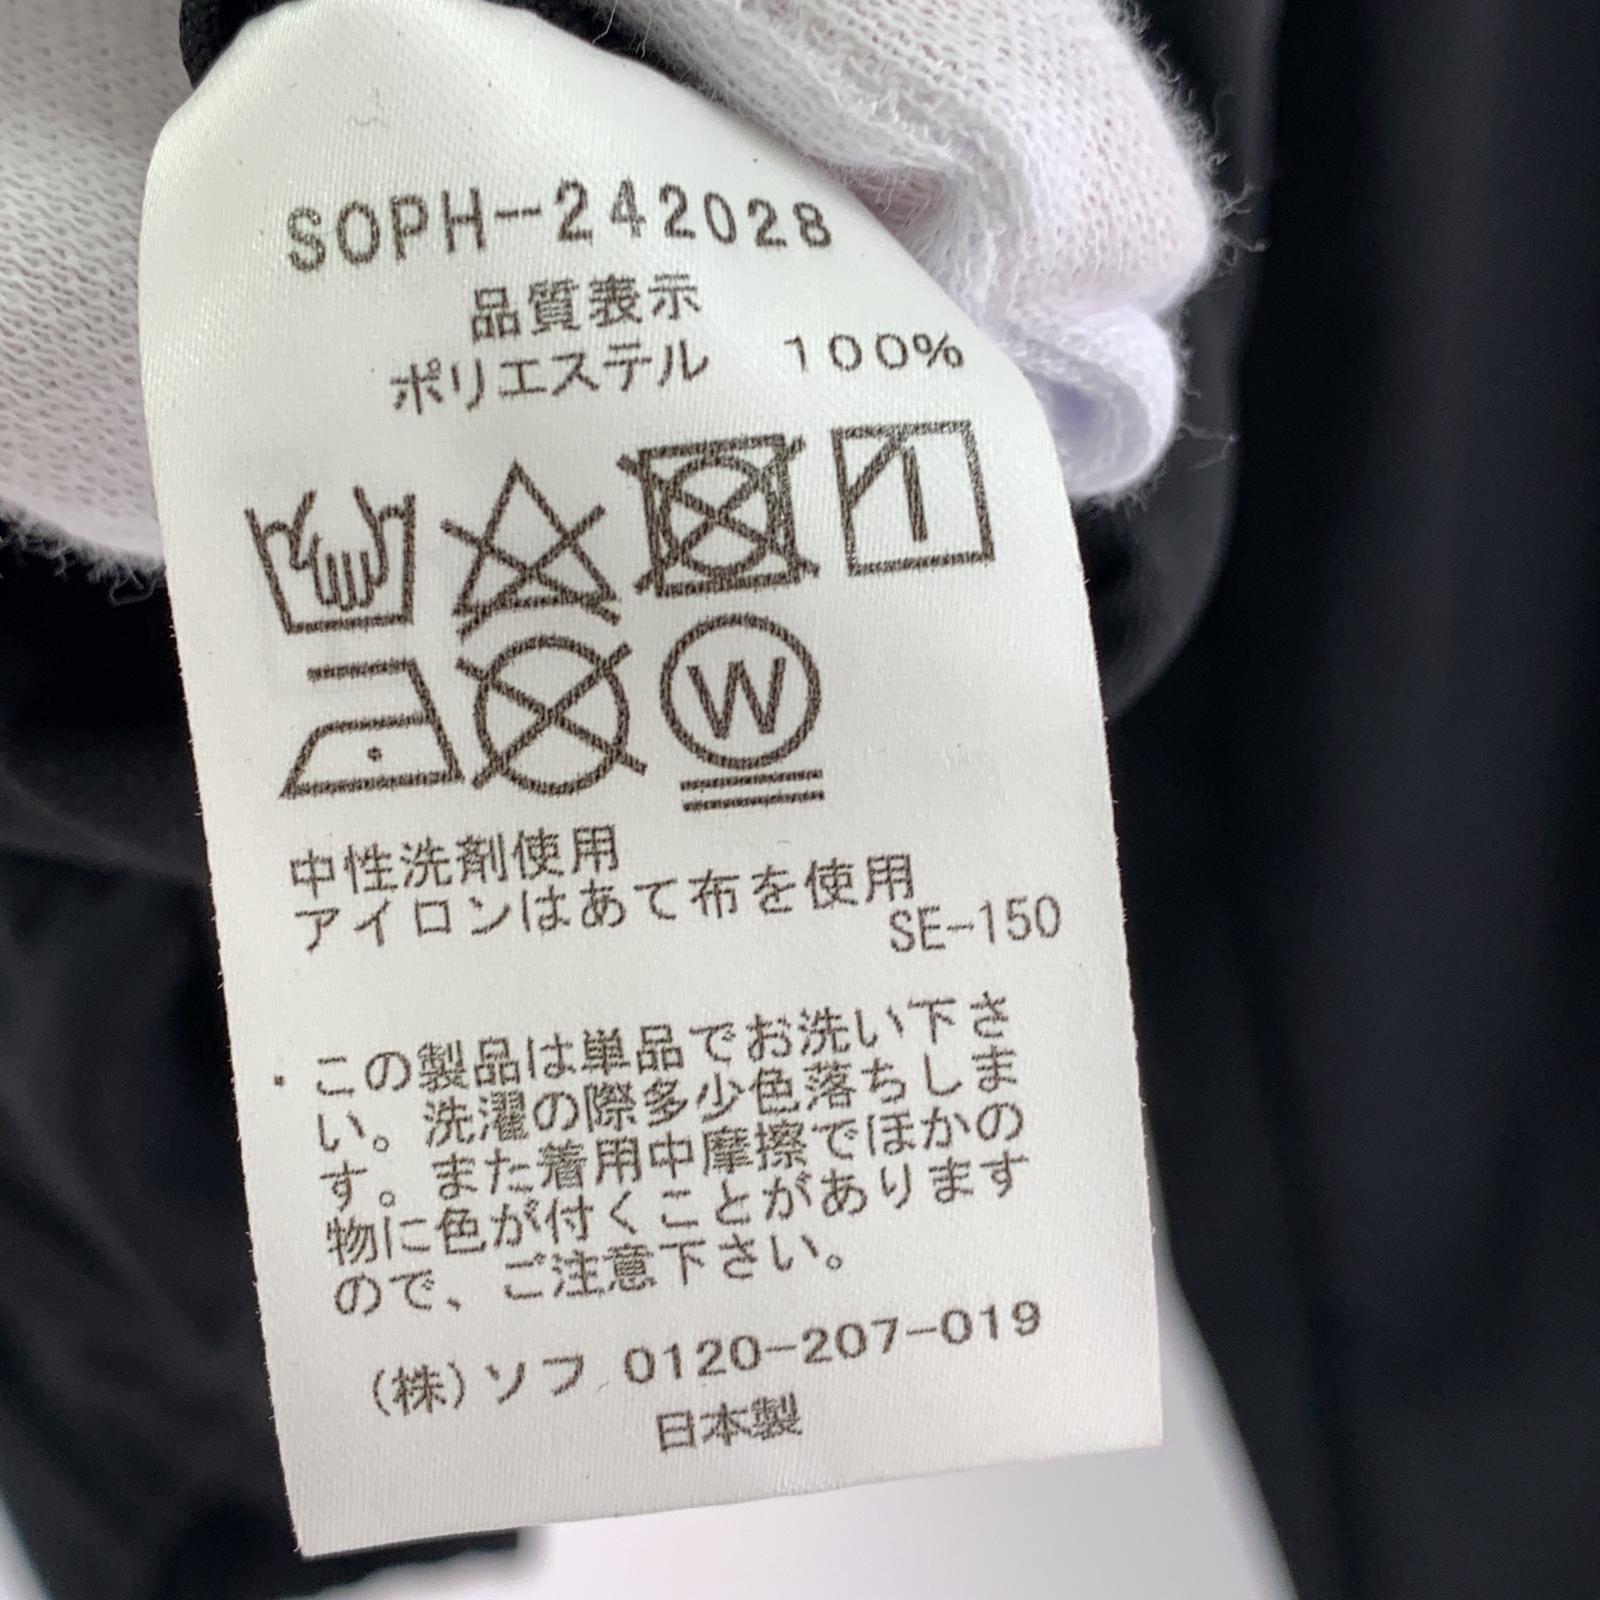 SOPH-242028
品質表示
ポリエステル　100%
W
中性洗剤使用
アイロンはあて布を使用
SE-150
・この製品は単品でお洗い下さ
い。洗濯の際多少色落ちしま
す。また着用中摩擦でほかの
物に色が付くことがあります
ので、ご注意下さい。
(株)ソフ 0120-207-019
日本製